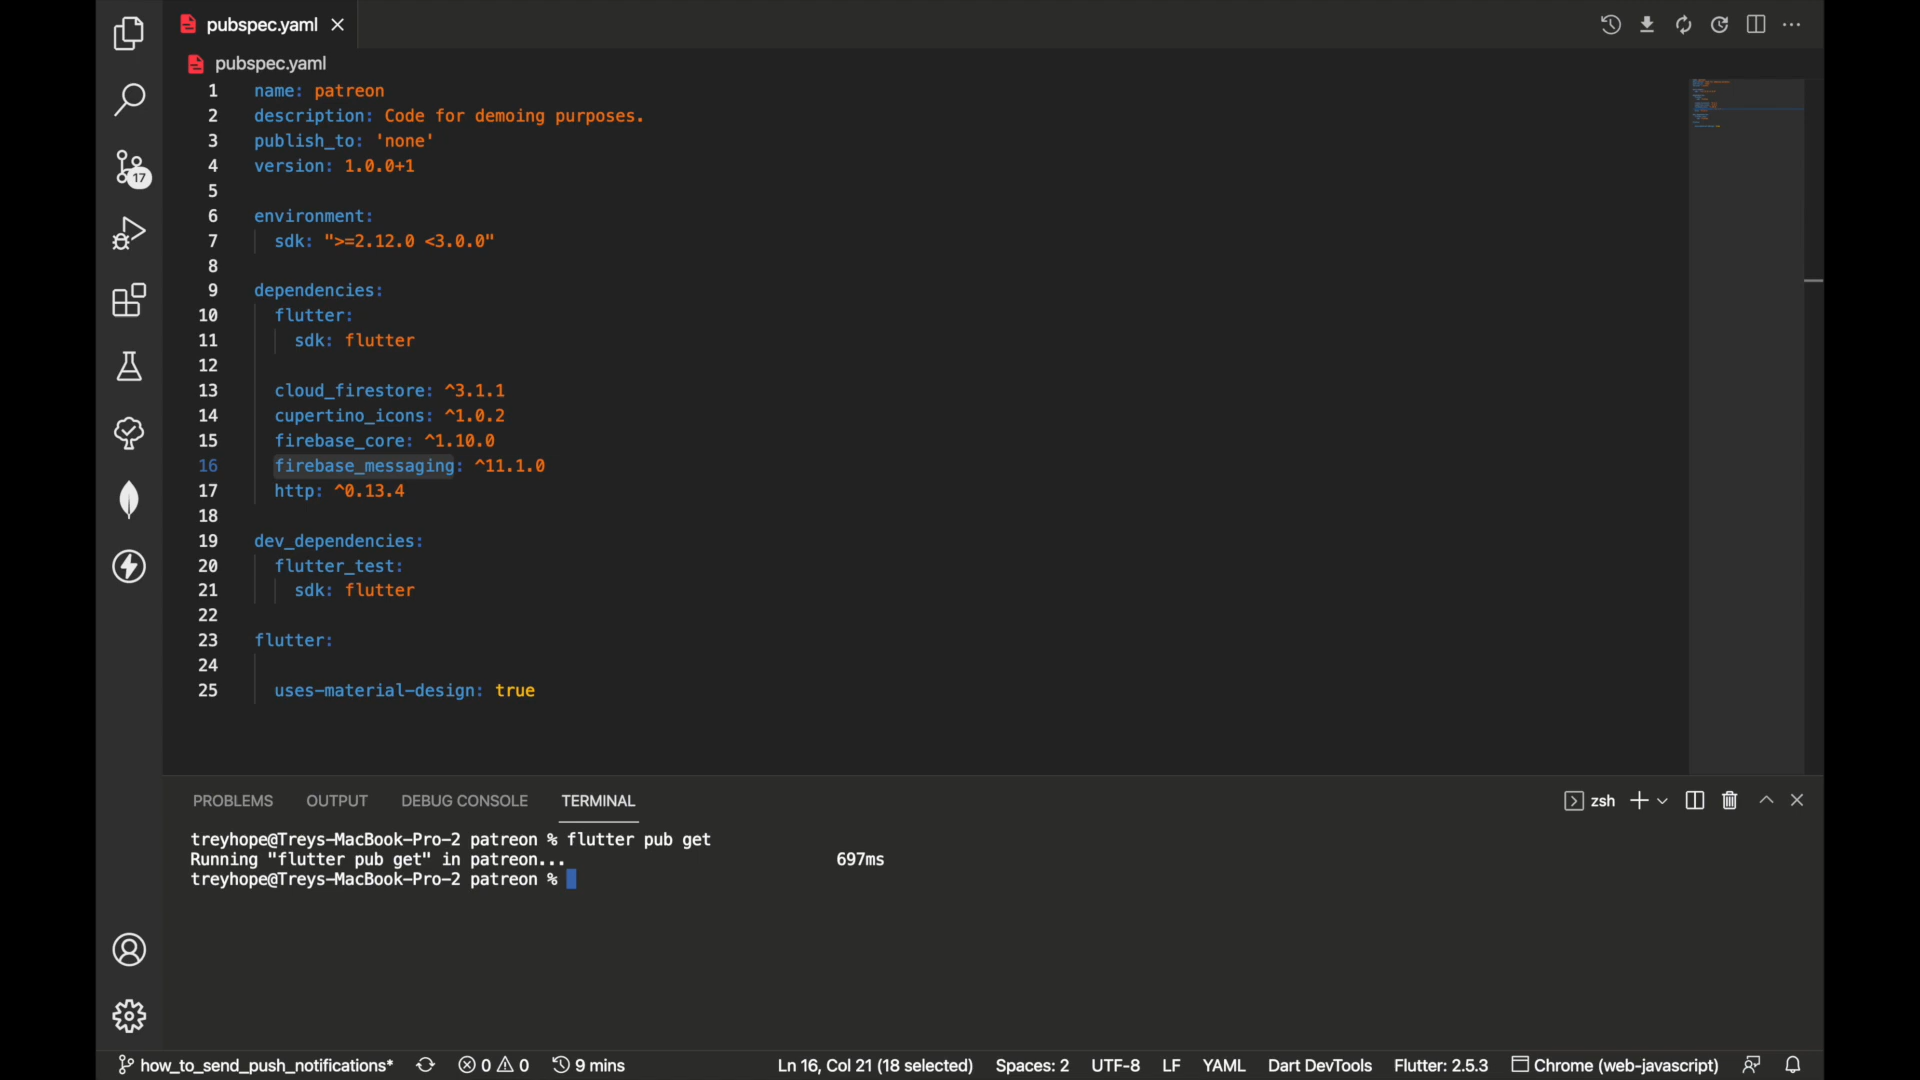 pubspec.yaml
pubspec.yaml
1 name: patreon
2 description: Code for demoing purposes.
3 publish_to: 'none'
4 version: 1.0.0+1
5
6 environment:
7 sdk: ">=2.12.0 <3.0.0"
8
9 dependencies:
10 flutter:
11 sdk: flutter
12
13 cloud_firestore: ^3.1.1
14 cupertino_icons: ^1.0.2
15 firebase_core: ^1.10.0
16 firebase_messaging: ^11.1.0
17 http: ^0.13.4
18
19 dev_dependencies:
20 flutter_test:
21 sdk: flutter
22
23 flutter:
24
25 uses-material-design: true
17
PROBLEMS OUTPUT DEBUG CONSOLE TERMINAL zsh
treyhope@Treys-MacBook-Pro-2 patreon % flutter pub get
Running "flutter pub get" in patreon... 697ms
treyhope@Treys-MacBook-Pro-2 patreon %
how_to_send_push_notifications* 0 0 9 mins Ln 16, Col 21 (18 selected) Spaces: 2 UTF-8 LF YAML Dart DevTools Flutter: 2.5.3 Chrome (web-javascript)